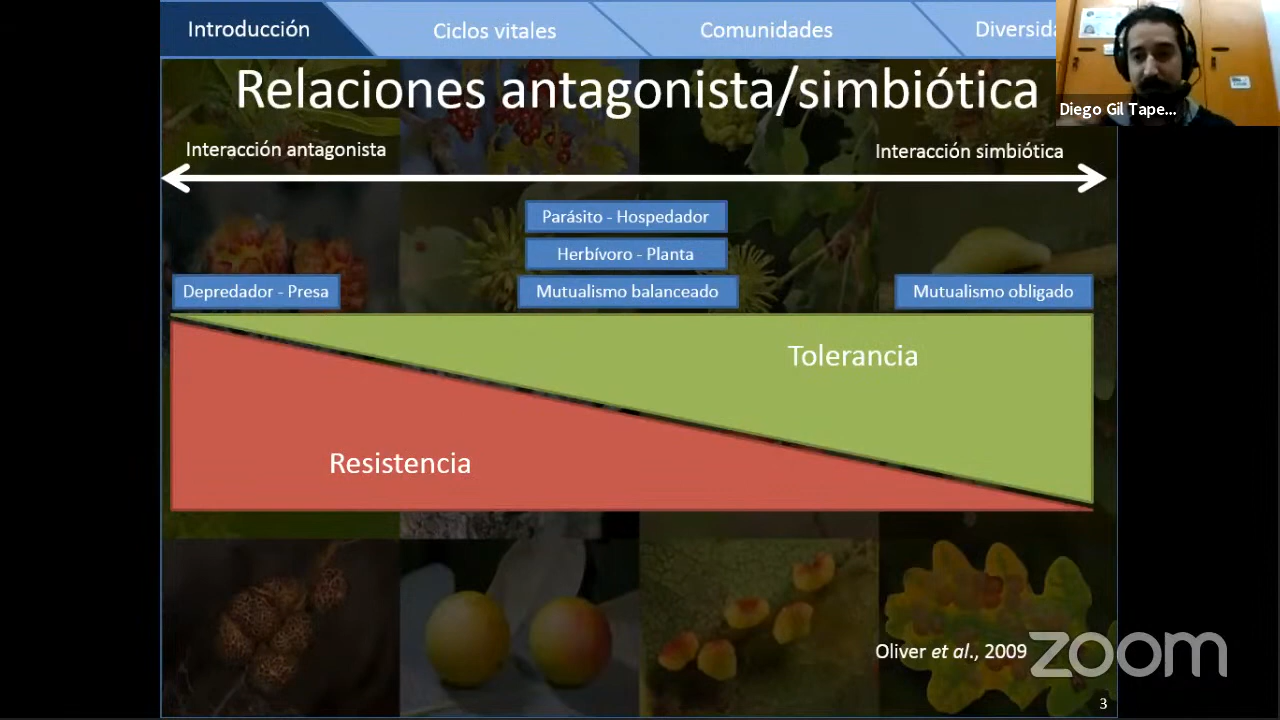 Introducción
Ciclos vitales
Comunidades
Diversida
Relaciones antagonista/simbiótica
Diego Gil Tape...
Interacción antagonista
Interacción simbiótica
Parásito - Hospedador
Herbívoro - Planta
Depredador - Presa
Mutualismo balanceado
Mutualismo obligado
Tolerancia
Resistencia
Oliver et al., 2009
zoom
3